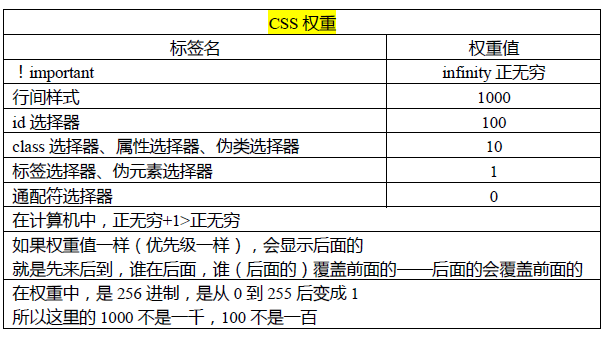 CSS 权重
标签名 权重值
！important infinity 正无穷
行间样式 1000
id 选择器 100
class 选择器、属性选择器、伪类选择器 10
标签选择器、伪元素选择器 1
通配符选择器 0
在计算机中，正无穷+1>正无穷
如果权重值一样（优先级一样），会显示后面的
就是先来后到，谁在后面，谁（后面的）覆盖前面的——后面的会覆盖前面的
在权重中，是 256 进制，是从 0 到 255 后变成 1
所以这里的 1000 不是一千，100 不是一百